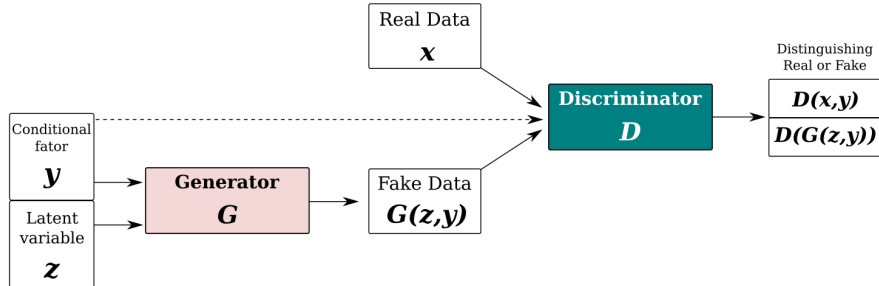 Real Data
x
Distinguishing
Real or Fake
Discriminator
D
D(x,y)
D(G(z,y))
Conditional
fator
y
Generator
G
Fake Data
G(z,y)
Latent
variable
z